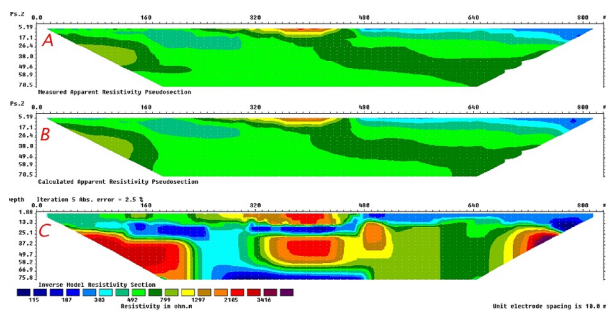 Ps.Z 0.0 160 320 480 640 800 m
5.19
17.1
26.4
38.0
49.6
58.9
70.5
A
Measured Apparent Resistivity Pseudosection
Ps.Z 0.0 160 320 480 640 800 m
5.19
17.1
26.4
38.0
49.6
58.9
70.5
B
Calculated Apparent Resistivity Pseudosection
epth Iteration 5 Abs. error = 2.5 %
0.0 160 320 480 640 800 m
1.88
13.3
25.1
39.7
58.2
66.9
75.8
C
Inverse Model Resistivity Section
115 187 303 492 799 1297 2105 3416
Resistivity in ohm.m
Unit electrode spacing is 10.0 m